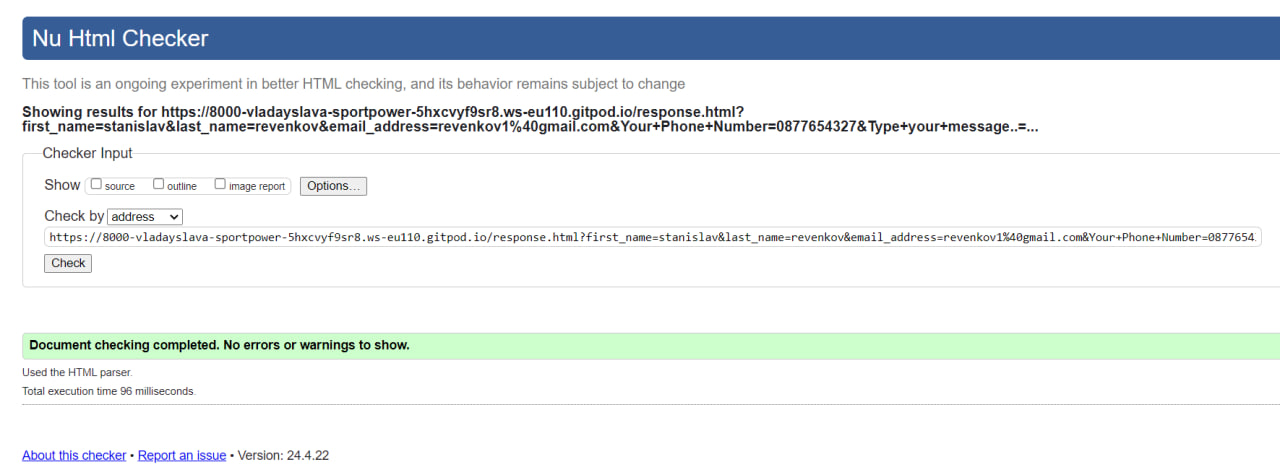 Nu Html Checker
This tool is an ongoing experiment in better HTML checking, and its behavior remains subject to change
Showing results for https://8000-vladayslava-sportpower-5hxcvyf9sr8.ws-eu110.gitpod.io/response.html?
first_name=stanislav&last_name=revenkov&email_address=revenkov1%40gmail.com&Your+Phone+Number=0877654327&Type+your+message..=...
Checker Input
Show source outline image report Options...
Check by address
https://8000-vladayslava-sportpower-5hxcvyf9sr8.ws-eu110.gitpod.io/response.html?first_name=stanislav&last_name=revenkov&email_address=revenkov1%40gmail.com&Your+Phone+Number=0877654
Check
Document checking completed. No errors or warnings to show.
Used the HTML parser.
Total execution time 96 milliseconds.
About this checker • Report an issue • Version: 24.4.22